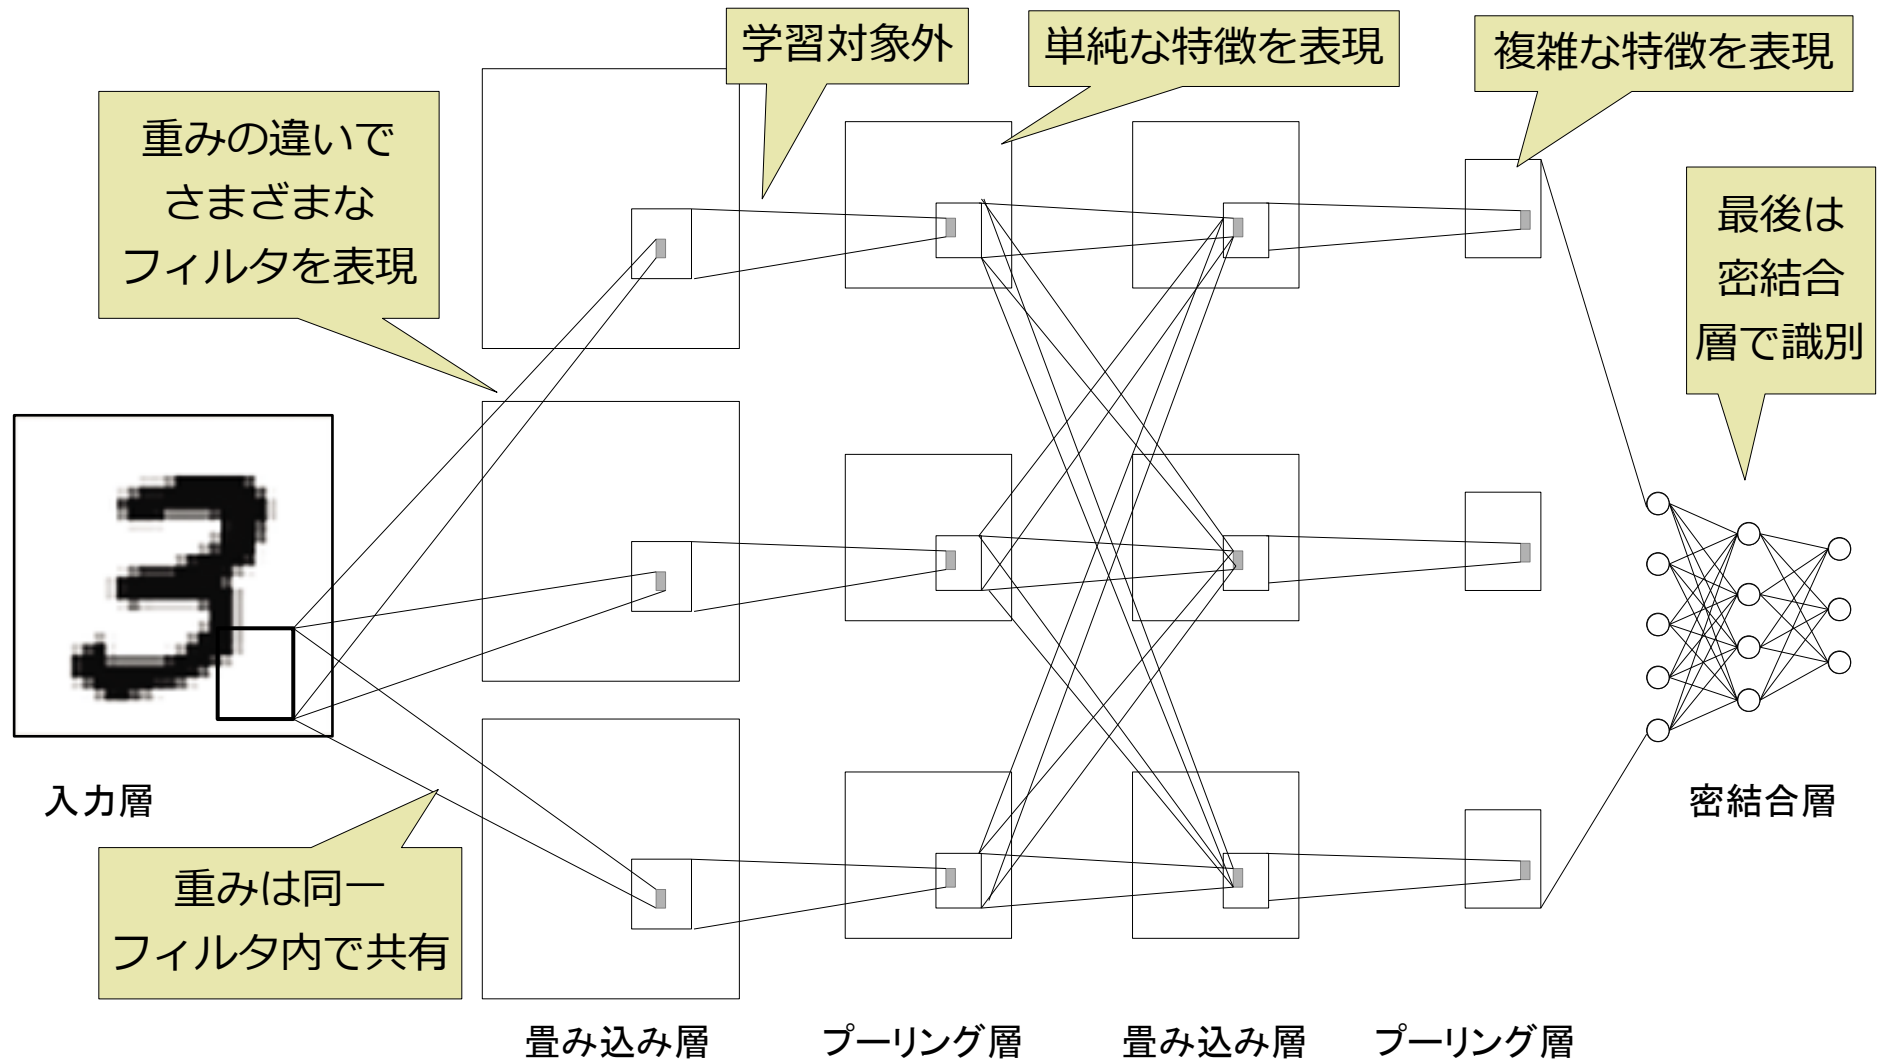 学習対象外
単純な特徴を表現
複雑な特徴を表現
重みの違いで
さまざまな
フィルタを表現
最後は
密結合
層で識別
3
入力層
密結合層
重みは同一
フィルタ内で共有
畳み込み層
プーリング層
畳み込み層
プーリング層